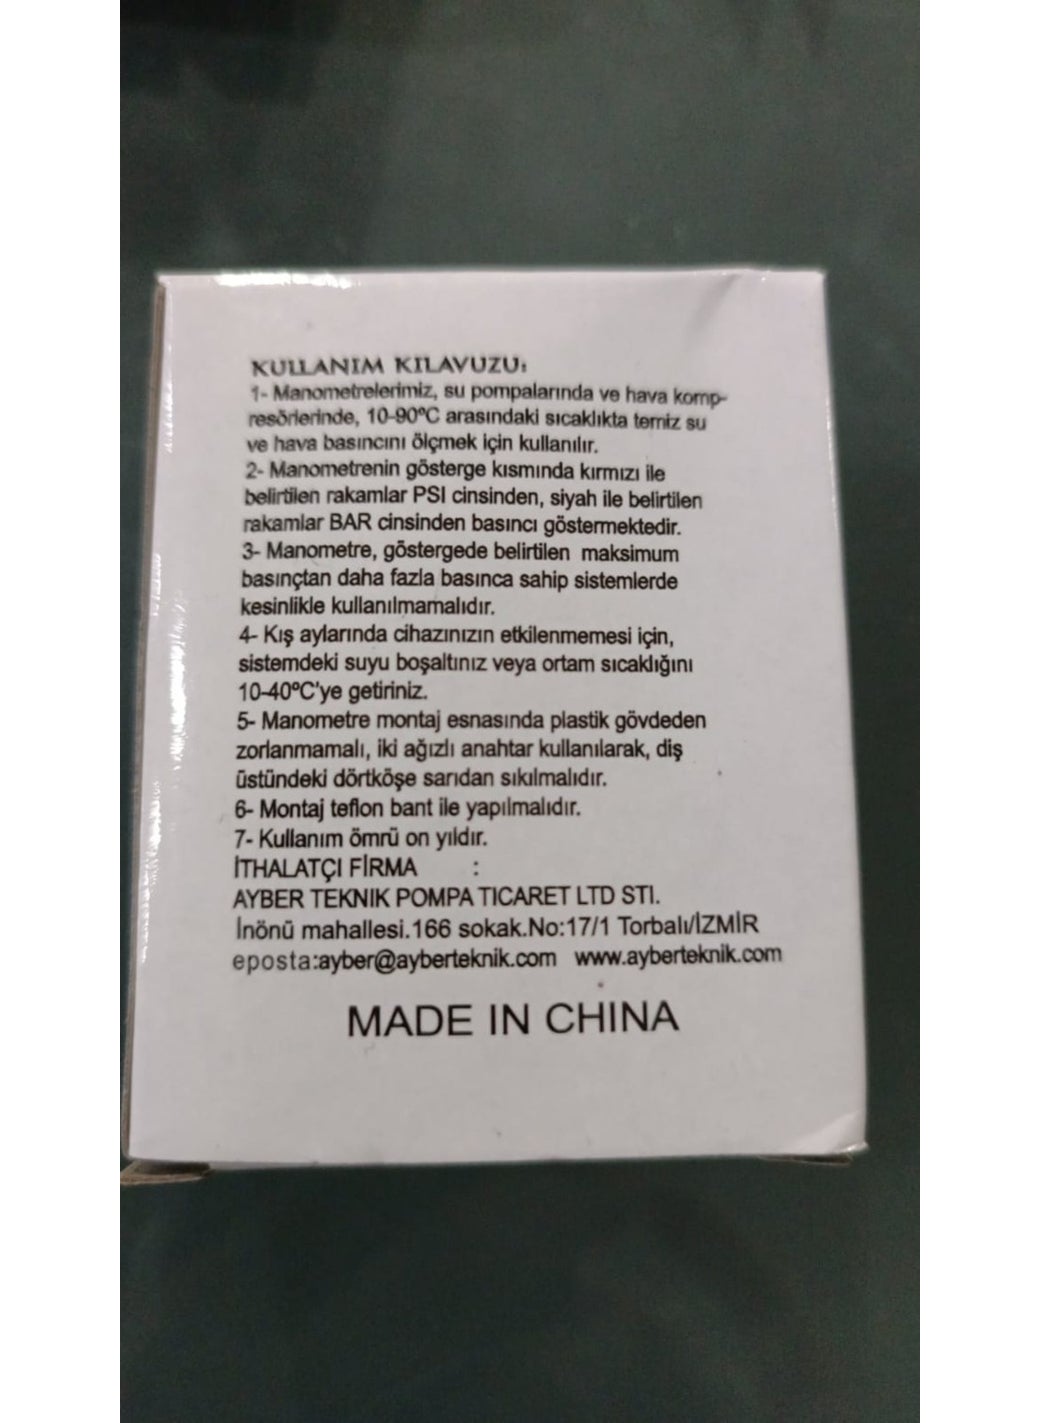 KULLANIM KILAVUZU:
1- Manometrelerimiz, su pompalarında ve hava komp-
resörlerinde, 10-90ºC arasındaki sıcaklıkta temiz su
ve hava basıncını ölçmek için kullanılır.
2- Manometrenin gösterge kısmında kırmızı ile
belirtilen rakamlar PSI cinsinden, siyah ile belirtilen
rakamlar BAR cinsinden basıncı göstermektedir.
3- Manometre, göstergede belirtilen maksimum
basınçtan daha fazla basınca sahip sistemlerde
kesinlikle kullanılmamalıdır.
4- Kış aylarında cihazınızın etkilenmemesi için,
sistemdeki suyu boşaltınız veya ortam sıcaklığını
10-40ºC'ye getiriniz.
5- Manometre montaj esnasında plastik gövdeden
zorlanmamalı, iki ağızlı anahtar kullanılarak, diş
üstündeki dörtköşe sarıdan sıkılmalıdır.
6- Montaj teflon bant ile yapılmalıdır.
7- Kullanım ömrü on yıldır.
İTHALATÇI FİRMA :
AYBER TEKNIK POMPA TICARET LTD STI.
İnönü mahallesi.166 sokak.No:17/1 Torbalı/İZMİR
eposta:ayber@ayberteknik.com www.ayberteknik.com
MADE IN CHINA